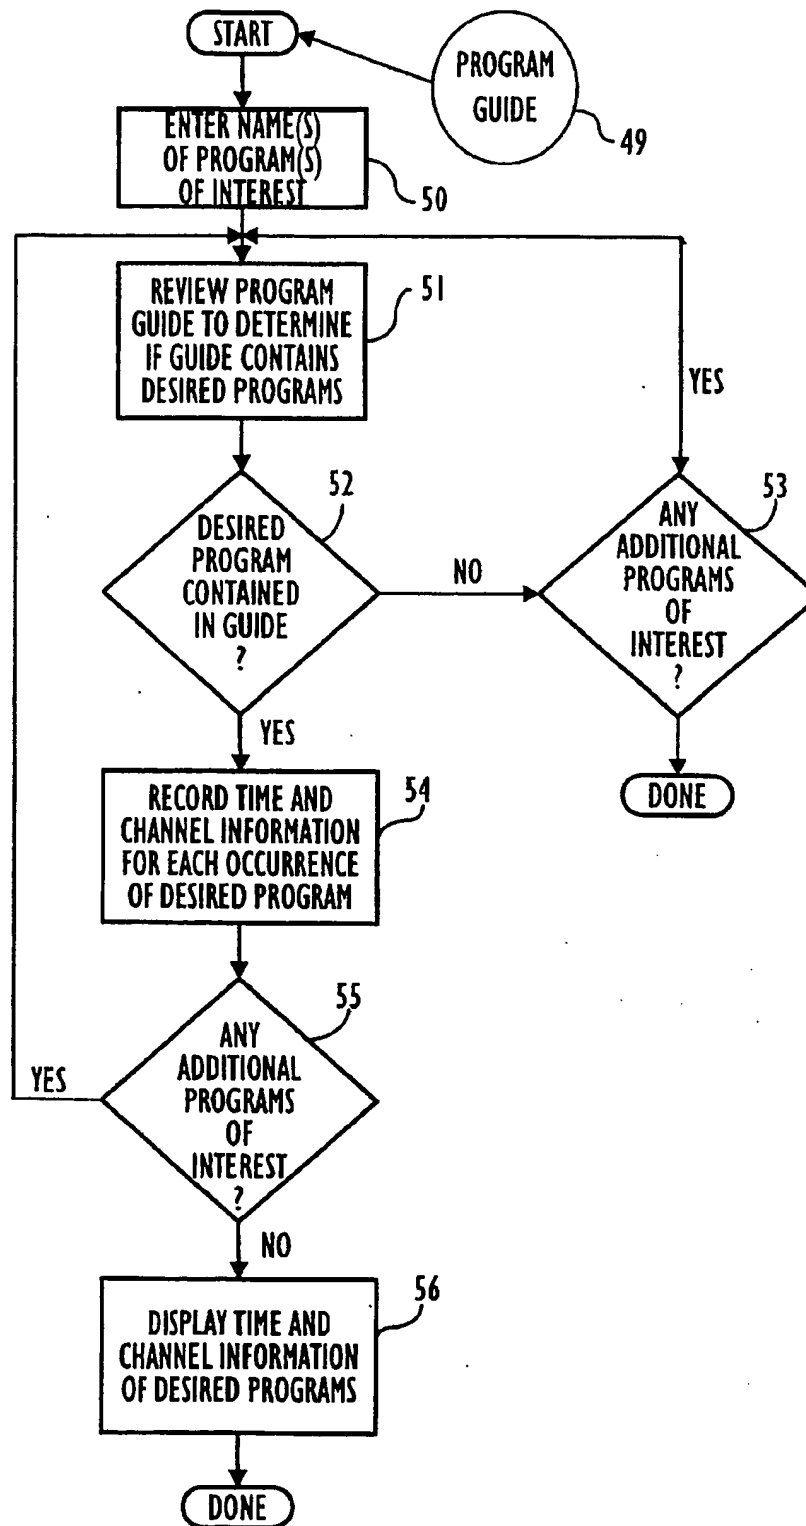 START
PROGRAM
GUIDE
49
ENTER NAME(S)
OF PROGRAM(S)
OF INTEREST
50
REVIEW PROGRAM
GUIDE TO DETERMINE
IF GUIDE CONTAINS
DESIRED PROGRAMS
51
YES
52
DESIRED
PROGRAM
CONTAINED
IN GUIDE
?
NO
53
ANY
ADDITIONAL
PROGRAMS
OF
INTEREST
?
YES
DONE
RECORD TIME AND
CHANNEL INFORMATION
FOR EACH OCCURRENCE
OF DESIRED PROGRAM
54
55
ANY
ADDITIONAL
PROGRAMS
OF
INTEREST
?
YES
NO
DISPLAY TIME AND
CHANNEL INFORMATION
OF DESIRED PROGRAMS
56
DONE